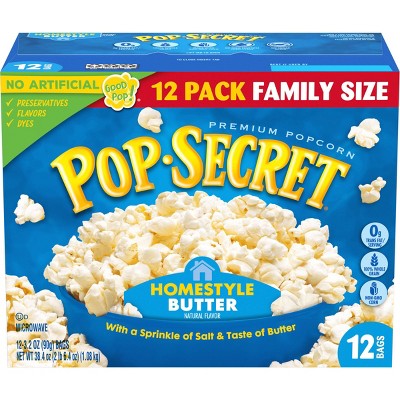 12 BAGS
NO ARTIFICIAL
Good Pop!
✓ PRESERVATIVES
✓ FLAVORS
✓ DYES
12 PACK FAMILY SIZE
PREMIUM POPCORN
POP·SECRET
0g
TRANS FAT/
SERVING
100% WHOLE
GRAIN
NON-GMO
CORN
HOMESTYLE
BUTTER
NATURAL FLAVOR
With a Sprinkle of Salt & Taste of Butter
MICROWAVE
12-3.2 OZ (90g) BAGS
NET WT 38.4 OZ (2 lb 6.4 OZ) (1.08 kg)
12 BAGS